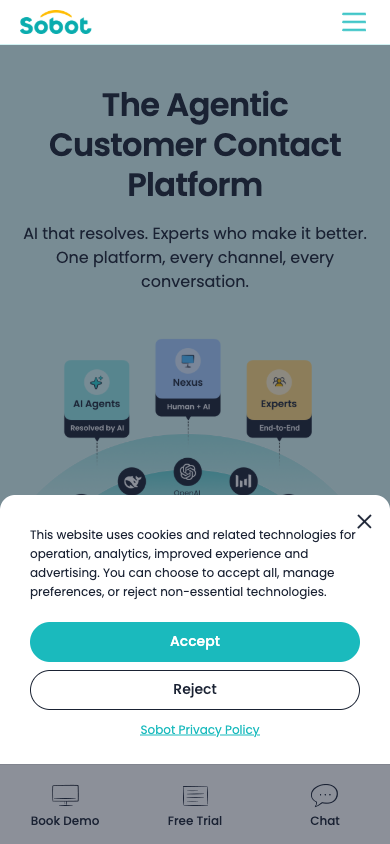 Sobot
The Agentic
Customer Contact
Platform
AI that resolves. Experts who make it better.
One platform, every channel, every
conversation.
Nexus
Human + AI
AI Agents
Resolved by AI
Experts
End-to-End
OpenAI
This website uses cookies and related technologies for
operation, analytics, improved experience and
advertising. You can choose to accept all, manage
preferences, or reject non-essential technologies.
Accept
Reject
Sobot Privacy Policy
Book Demo
Free Trial
Chat